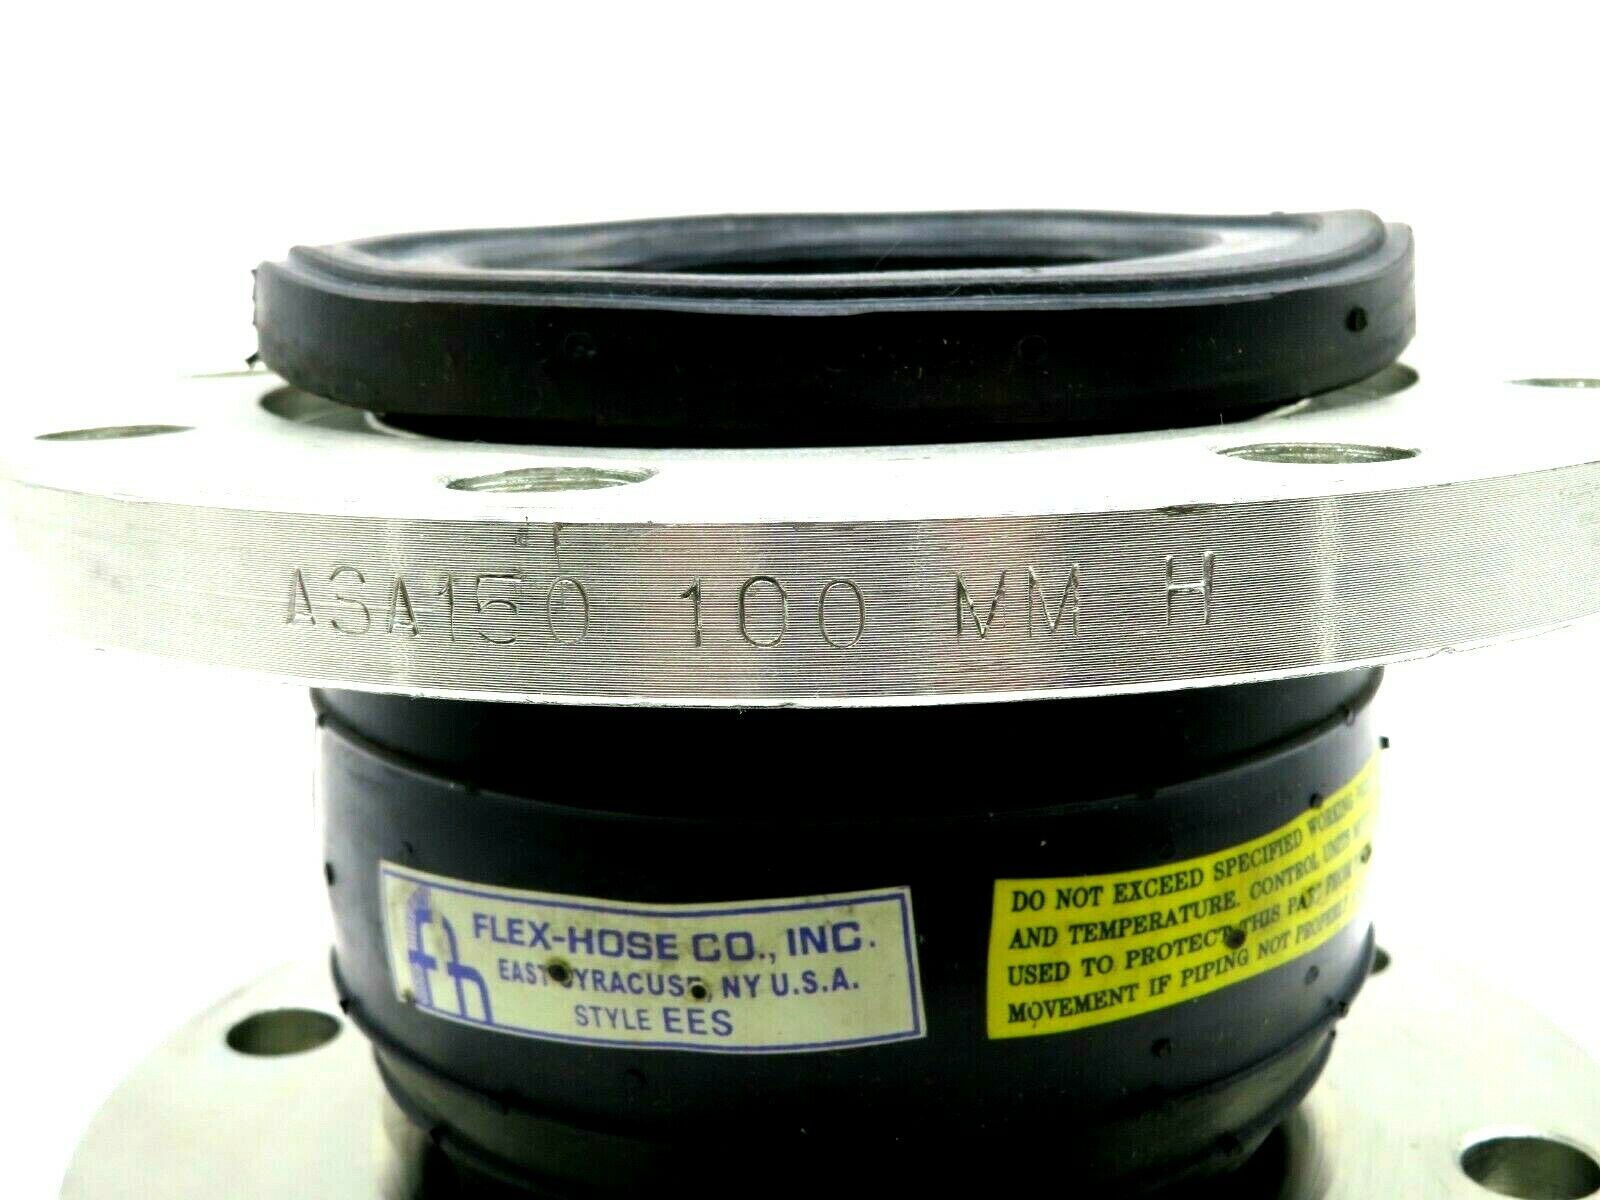 ASA150 100 MM H
fh
FLEX-HOSE CO., INC.
EAST SYRACUSE, NY U.S.A.
STYLE EES
DO NOT EXCEED SPECIFIED WORKING
AND TEMPERATURE. CONTROL UNITS
USED TO PROTECT THIS FROM
MOVEMENT IF PIPING NOT PROPERLY